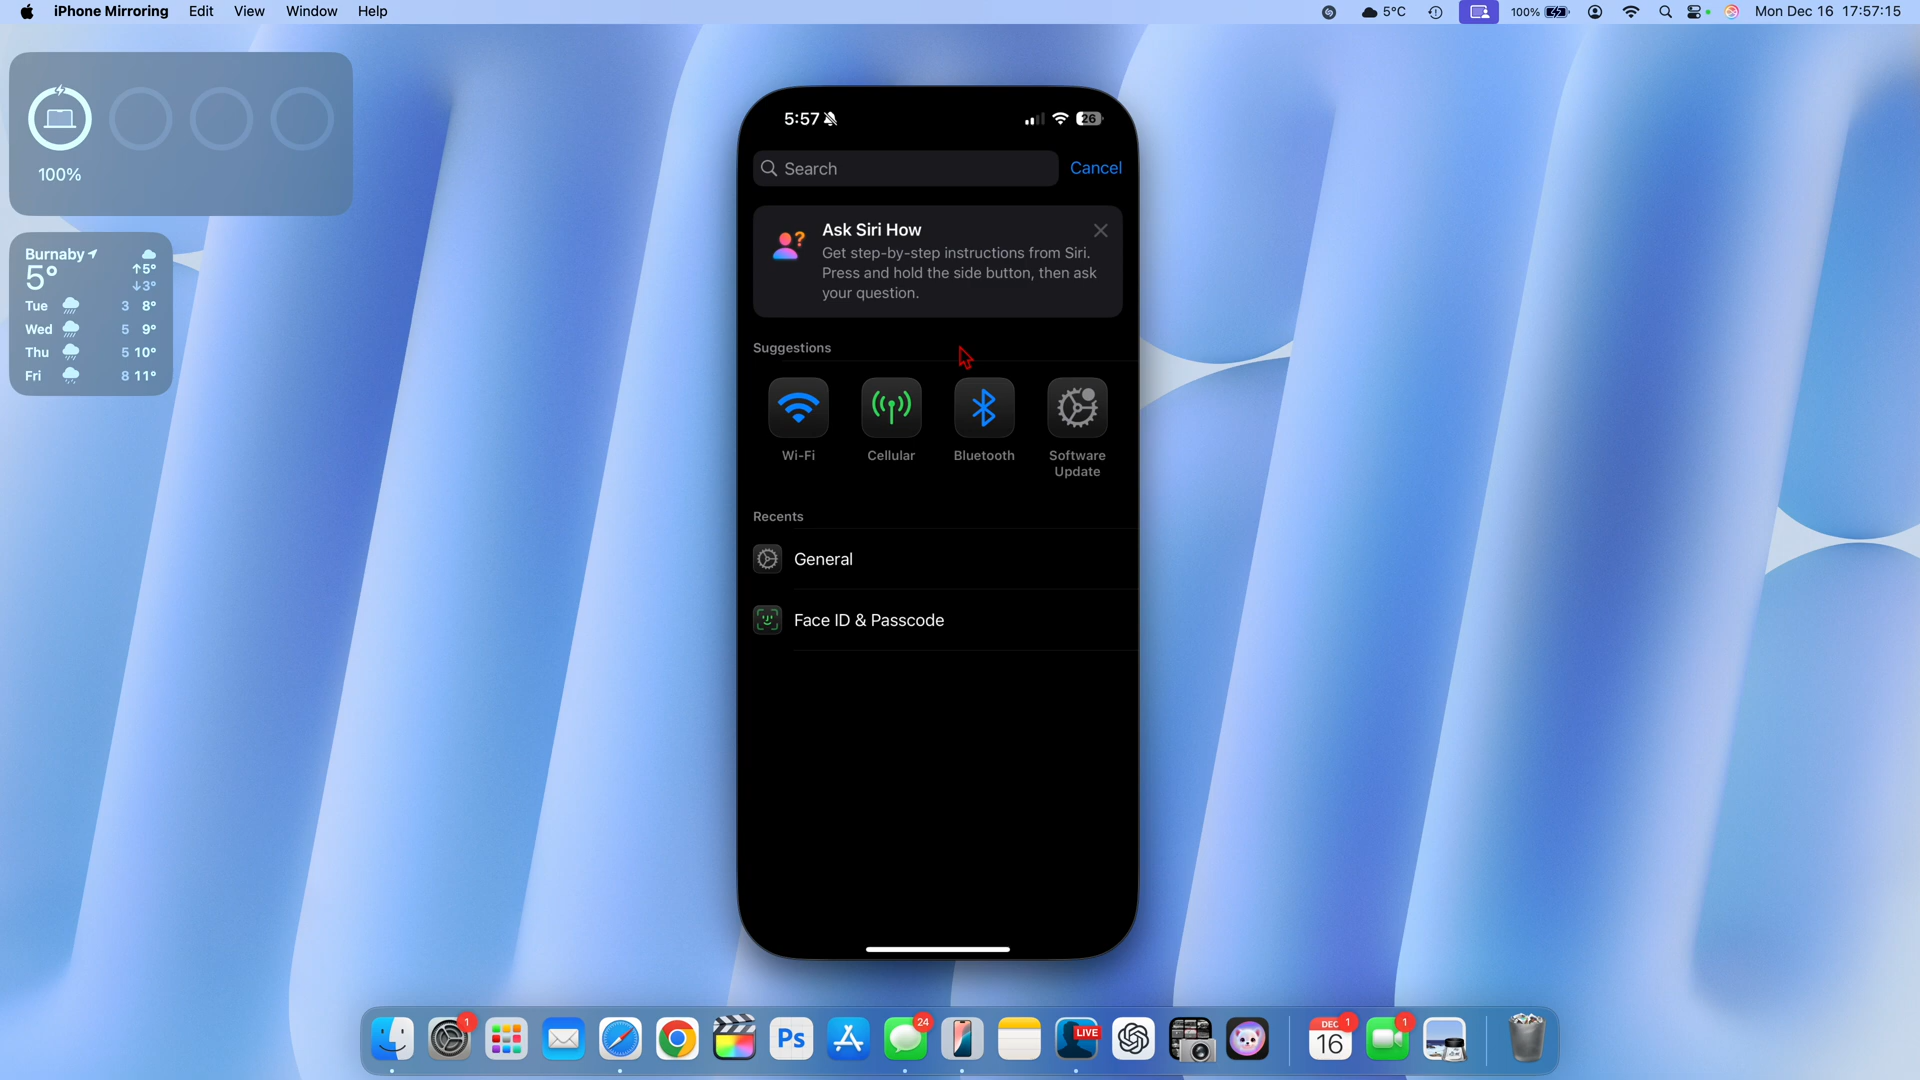 iPhone Mirroring Edit View Window Help
5°C 100% Mon Dec 16 17:57:15
100%
Burnaby
5°
↑5°
↓3°
Tue 3 8°
Wed 5 9°
Thu 5 10°
Fri 8 11°
5:57 26
Search Cancel
Ask Siri How
Get step-by-step instructions from Siri.
Press and hold the side button, then ask
your question.
Suggestions
Wi-Fi Cellular Bluetooth Software
Update
Recents
General
Face ID & Passcode
1 24 DEC 1 1
Ps LIVE 16